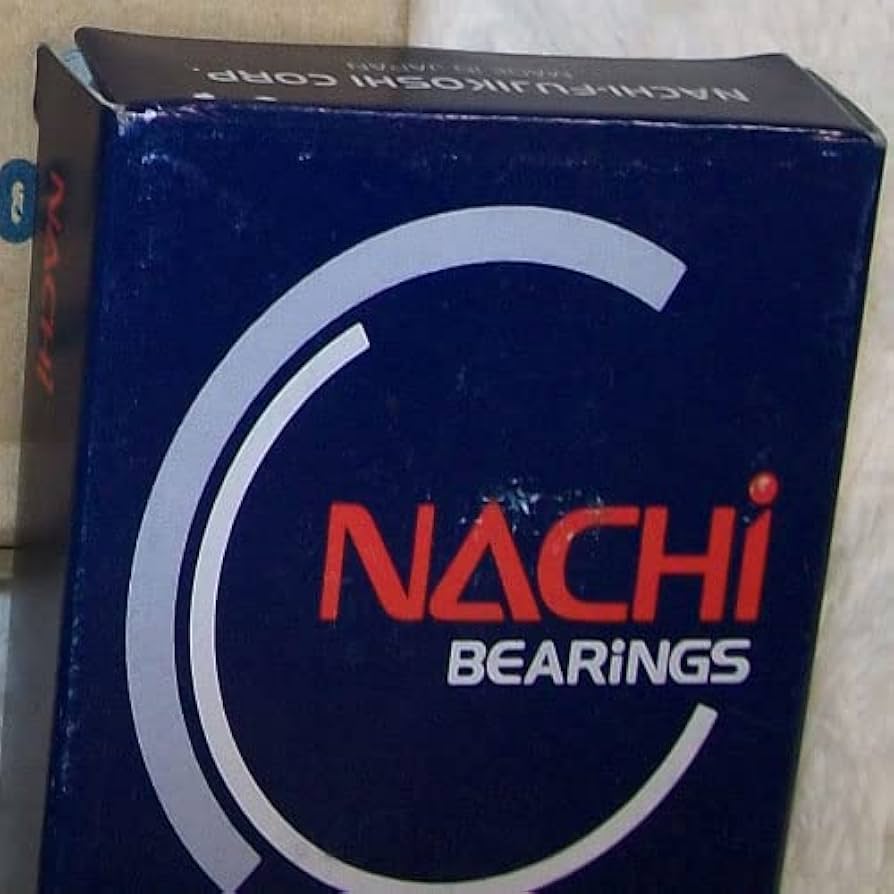 NACHI-FUJIKOSHI CORP.
MADE IN JAPAN
NACHI
NACHi
BEARiNGS